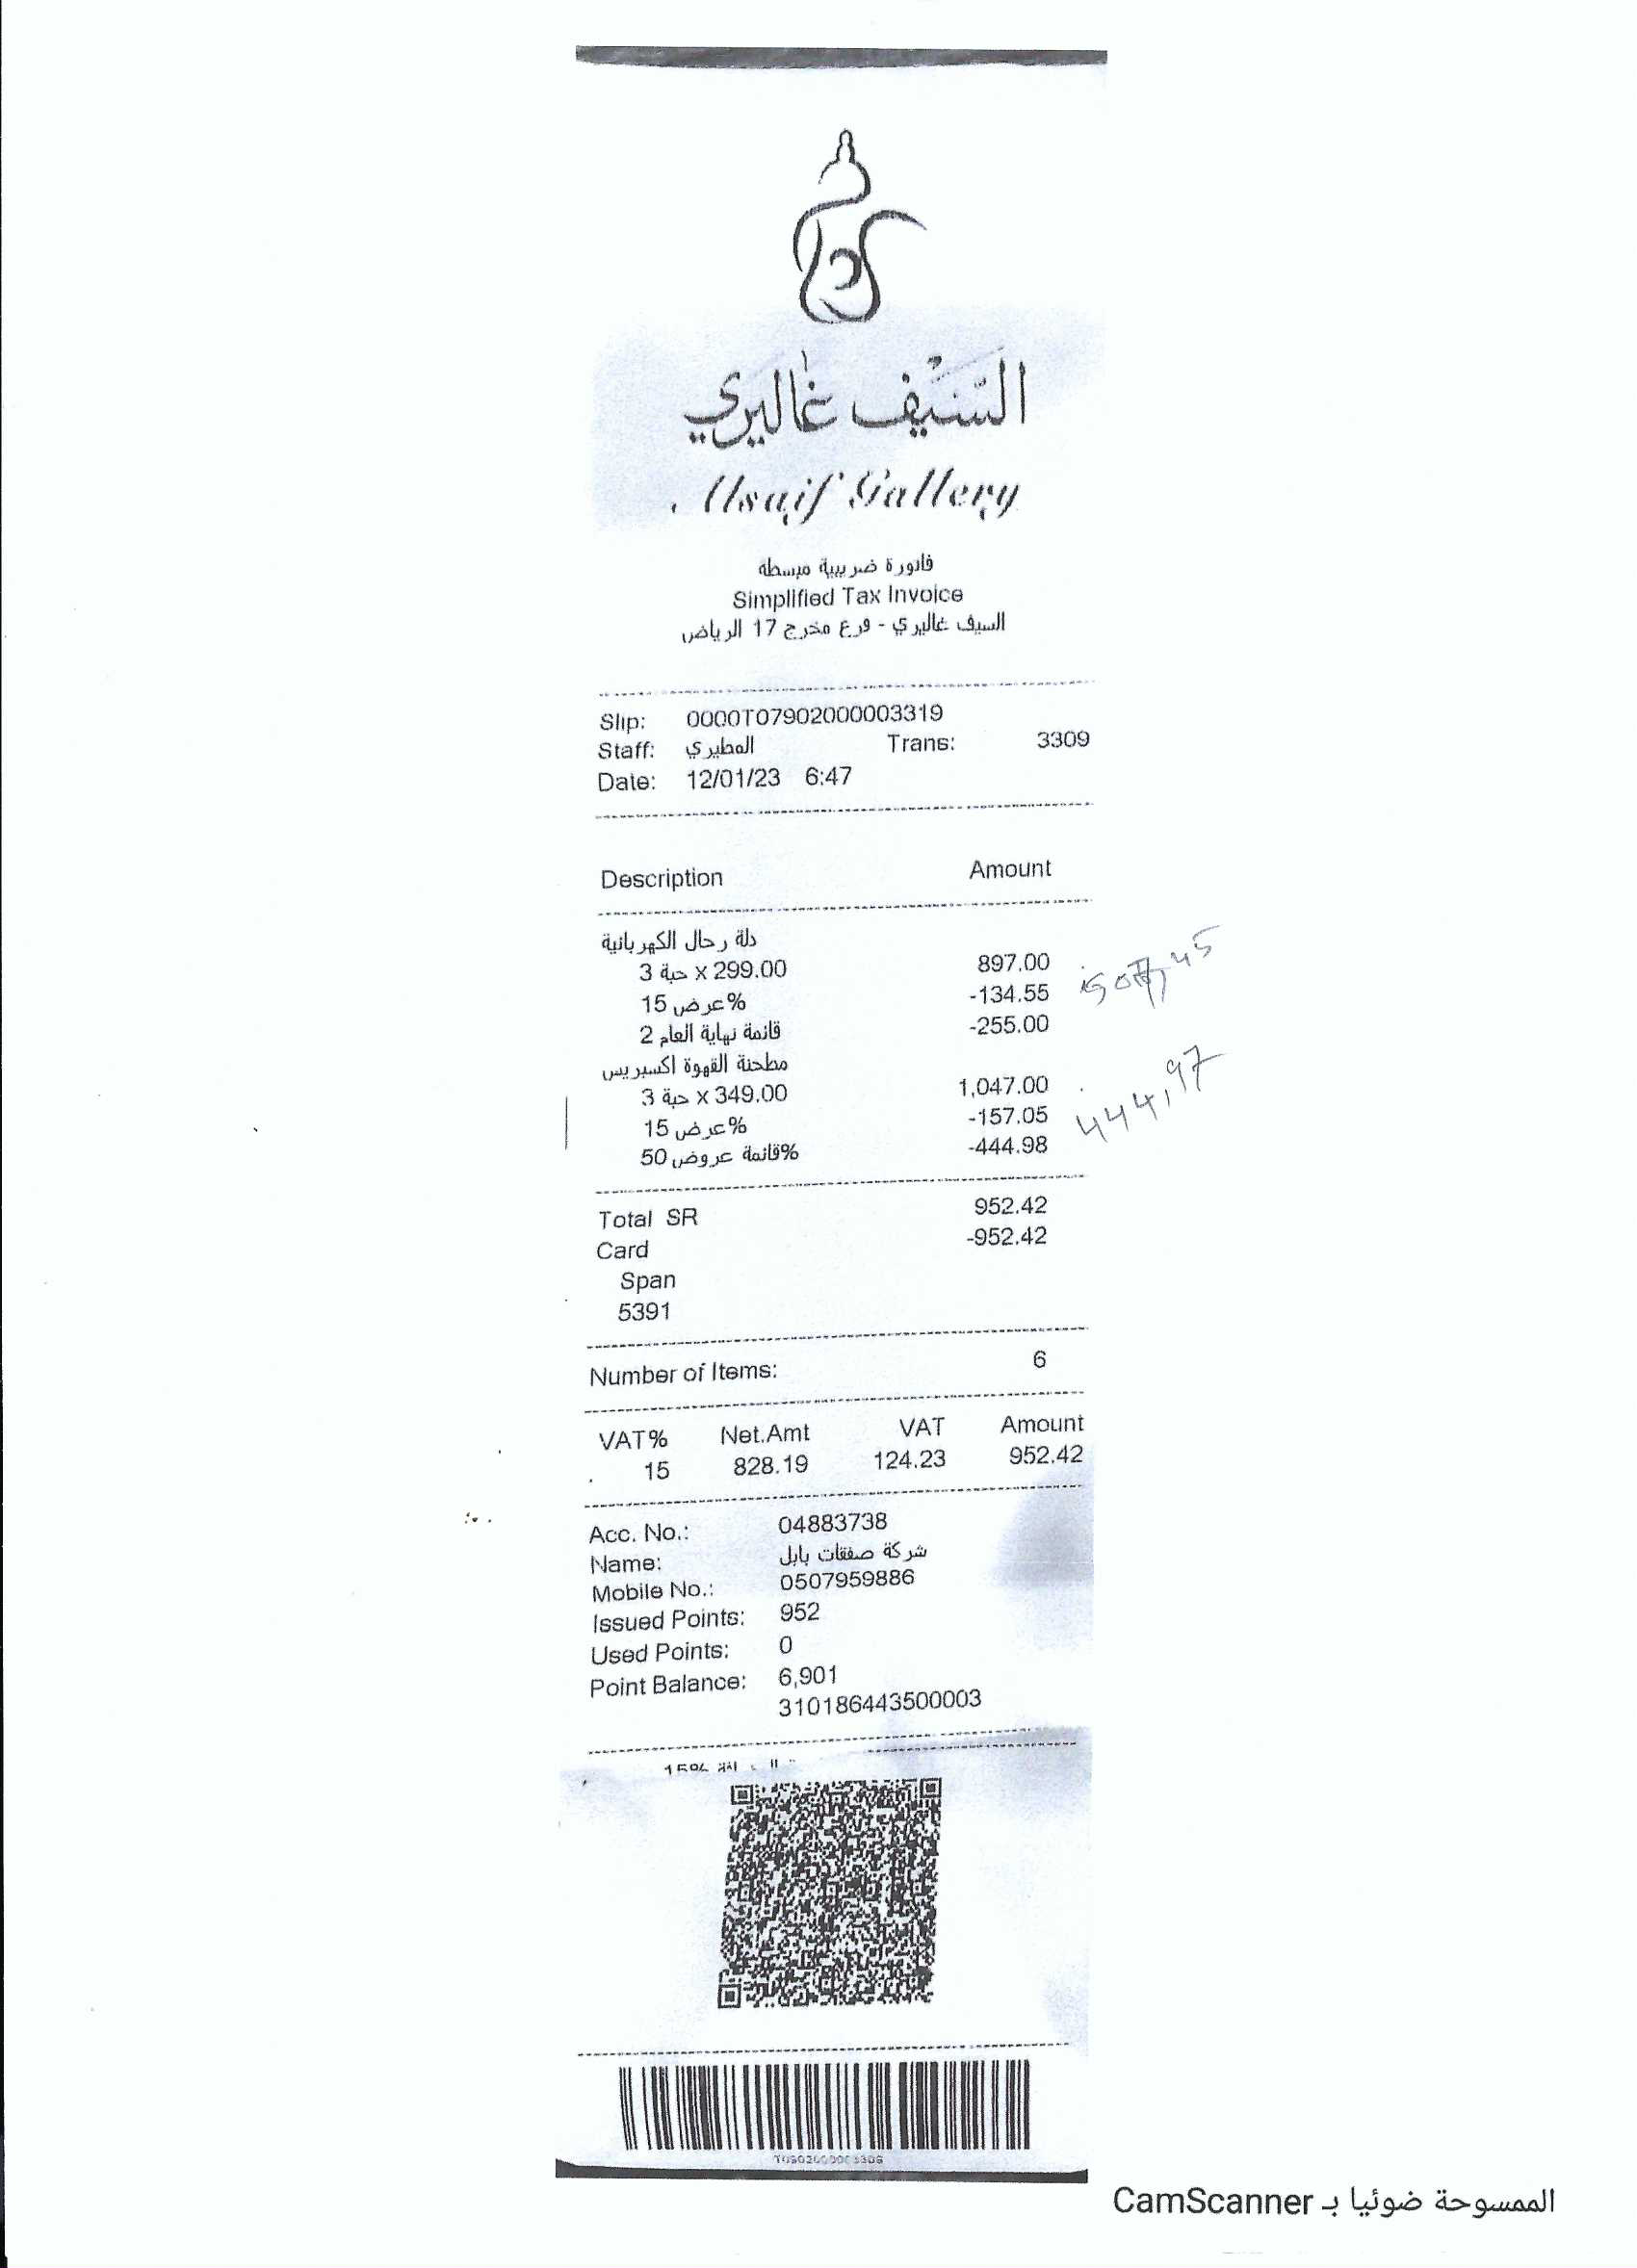 السيف غاليري
Alsaif Gallery
فاتورة ضريبية مبسطه
Simplified Tax Invoice
السيف غاليري - فرع مخرج 17 الرياض
Slip: 0000T07902000003319
Staff: المطيري Trans: 3309
Date: 12/01/23 6:47
Description Amount
دلة رحال الكهربائية
3 حبة x 299.00 897.00
507,45
15 عرض% -134.55
2 قائمة نهاية العام -255.00
مطحنة القهوة اكسبريس
3 حبة x 349.00 1,047.00
444,97
15 عرض% -157.05
50 قائمة عروض% -444.98
Total SR 952.42
Card -952.42
Span
5391
Number of Items: 6
VAT% Net.Amt VAT Amount
15 828.19 124.23 952.42
Acc. No.: 04883738
Name: شركة صفقات بابل
Mobile No.: 0507959886
Issued Points: 952
Used Points: 0
Point Balance: 6,901
310186443500003
الممسوحة ضوئيا بـ CamScanner